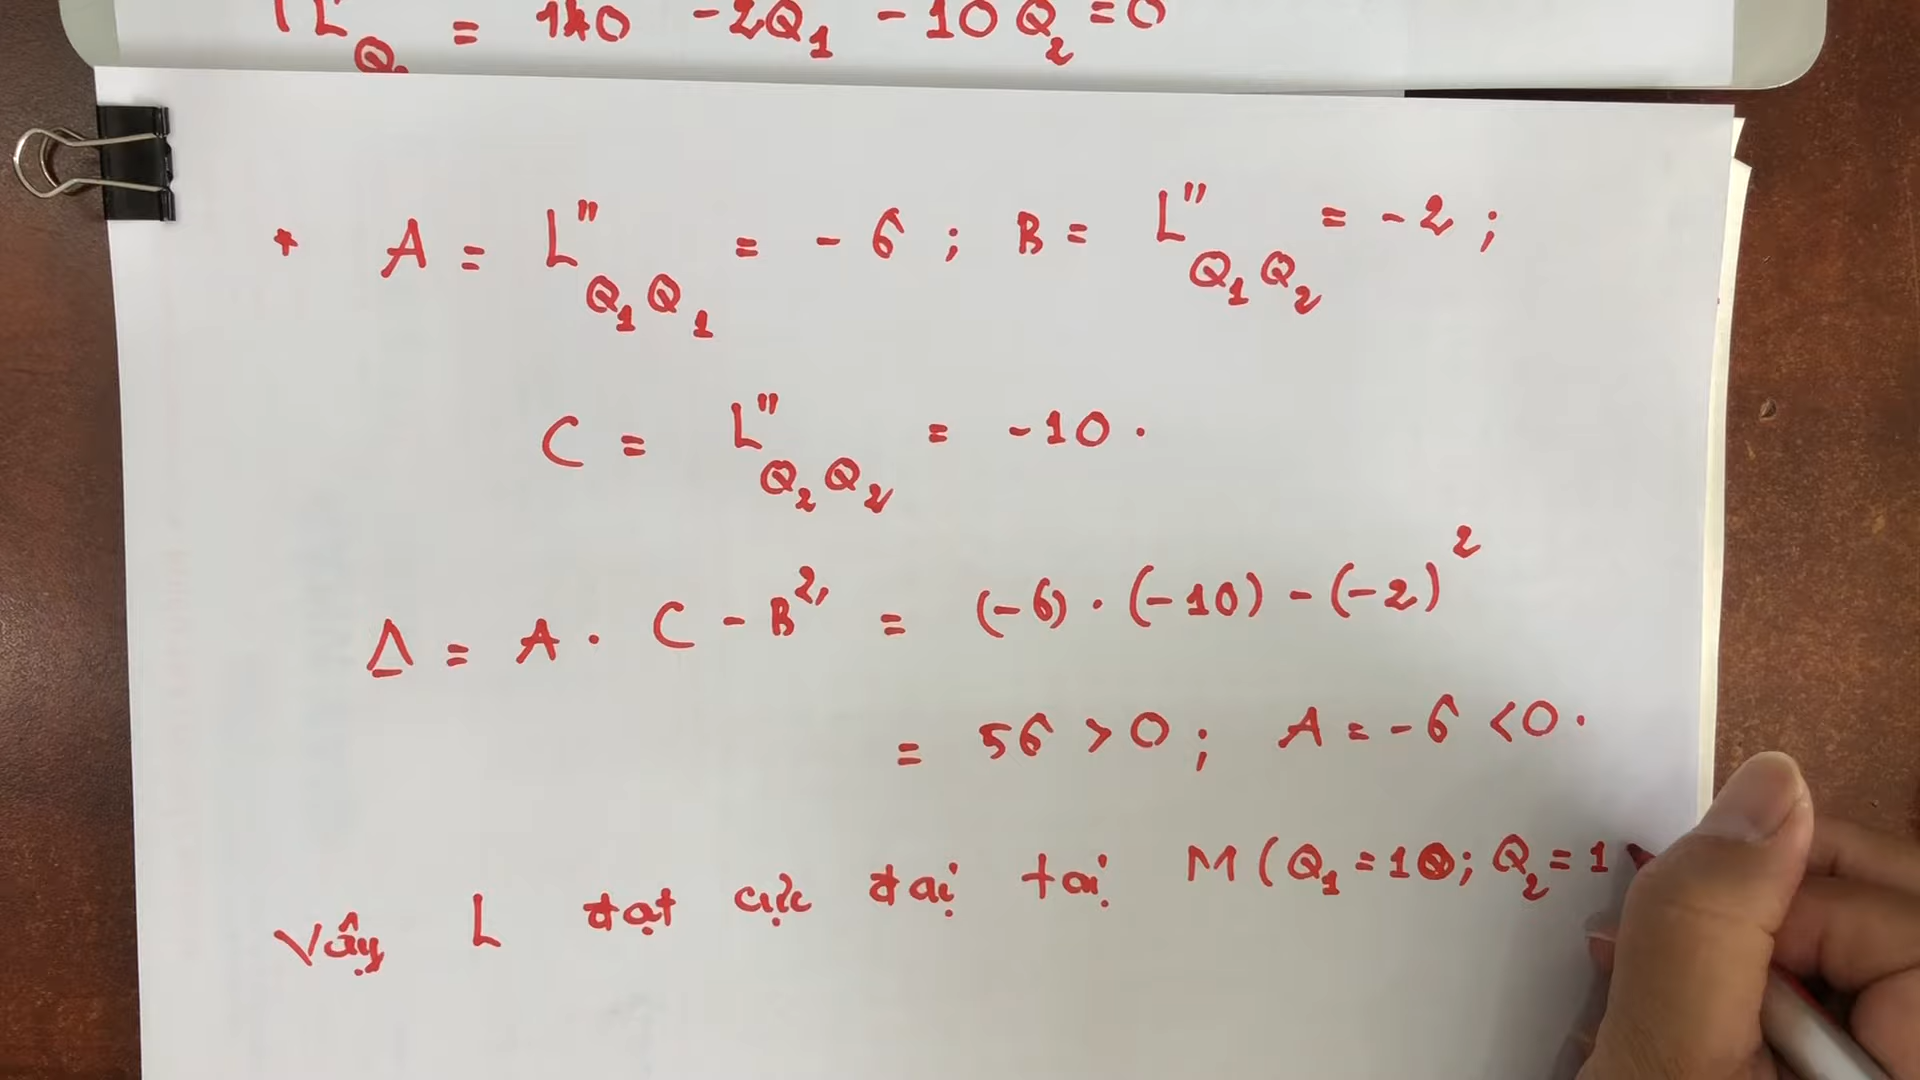 = 140 - 2Q₁ - 10Q₂ = 0
* A = L"Q₁Q₁ = - 6 ; B = L"Q₁Q₂ = -2 ;
C = L"Q₂Q₂ = -10 .
Δ = A . C - B² = (-6) . (-10) - (-2)²
= 56 > 0 ; A = -6 < 0 .
Vậy L đạt cực đại tại M (Q₁ = 10 ; Q₂ = 1